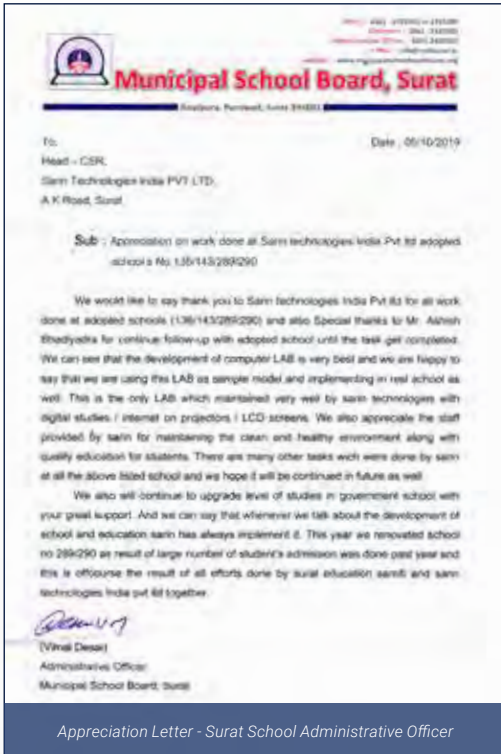 Municipal School Board, Surat
To,
Date : 05/10/2019
Head – CSR,
Sarin Technologies India PVT LTD,
A K Road, Surat
Sub : Appreciation on work done at Sarin technologies India Pvt ltd adopted
school's No 136/143/289/290
We would like to say thank you to Sarin technologies India Pvt ltd for all work
done at adopted schools (136/143/289/290) and also Special thanks to Mr. Ashish
Bhadiyadra for continue follow-up with adopted school until the task get completed.
We can see that the development of computer LAB is very best and we are happy to
say that we are using this LAB as sample model and implementing in rest school as
well. This is the only LAB which maintained very well by sarin technologies with
digital studies / internet on projectors / LCD screens. We also appreciate the staff
provided by sarin for maintaining the clean and healthy environment along with
quality education for students. There are many other tasks wich were done by sarin
at all the above listed school and we hope it will be continued in future as well.
We also will continue to upgrade level of studies in government school with
your great support. And we can say that whenever we talk about the development of
school and education sarin has always implement it. This year we renovated school
no 289/290 as result of large number of student's admission was done past year and
this is offcourse the result of all efforts done by surat education samiti and sarin
technologies India pvt ltd together.
(Vimal Desai)
Administrative Officer
Municipal School Board, Surat
Appreciation Letter - Surat School Administrative Officer